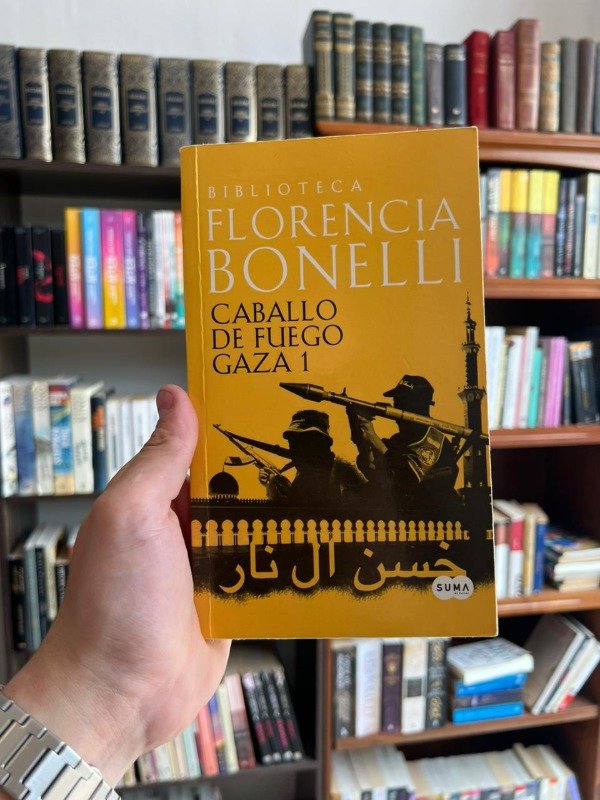 BIBLIOTECA
FLORENCIA
BONELLI
CABALLO
DE FUEGO
GAZA 1
خسن ال نار
SUMA